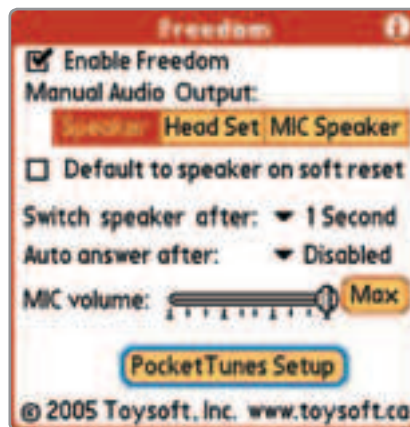 Freedom
Enable Freedom
Manual Audio Output:
Speaker Head Set MIC Speaker
Default to speaker on soft reset
Switch speaker after: 1 Second
Auto answer after: Disabled
MIC volume: Max
PocketTunes Setup
© 2005 Toysoft, Inc. www.toysoft.ca